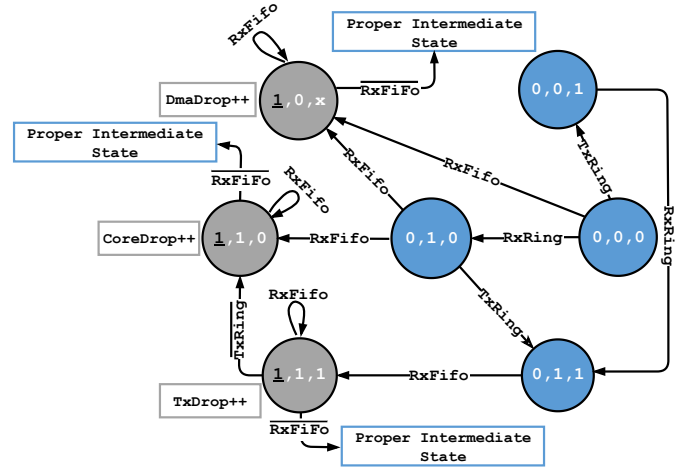 RxFifo
Proper Intermediate
State
DmaDrop++
1,0,x
RxFiFo
0,0,1
Proper Intermediate
State
RxFifo
RxFifo
TxRing
RxFiFo
RxFifo
RxRing
CoreDrop++
1,1,0
RxFifo
0,1,0
RxRing
0,0,0
TxRing
RxFifo
TxRing
1,1,1
RxFifo
0,1,1
TxDrop++
RxFiFo
Proper Intermediate
State